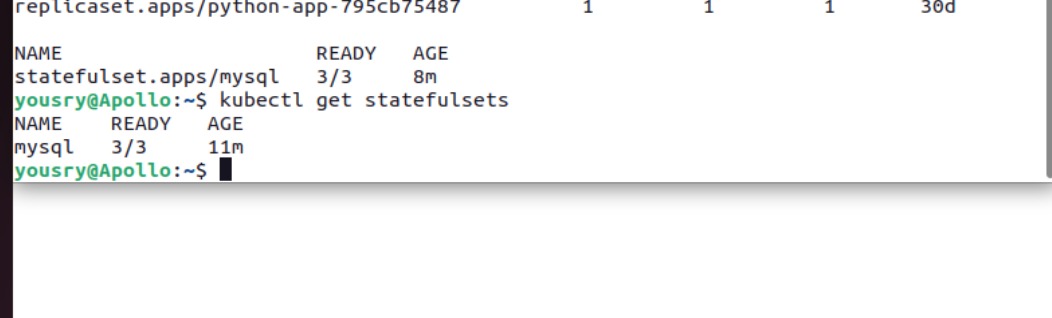 replicaset.apps/python-app-795cb75487 1 1 1 30d
NAME READY AGE
statefulset.apps/mysql 3/3 8m
yousry@Apollo:~$ kubectl get statefulsets
NAME READY AGE
mysql 3/3 11m
yousry@Apollo:~$